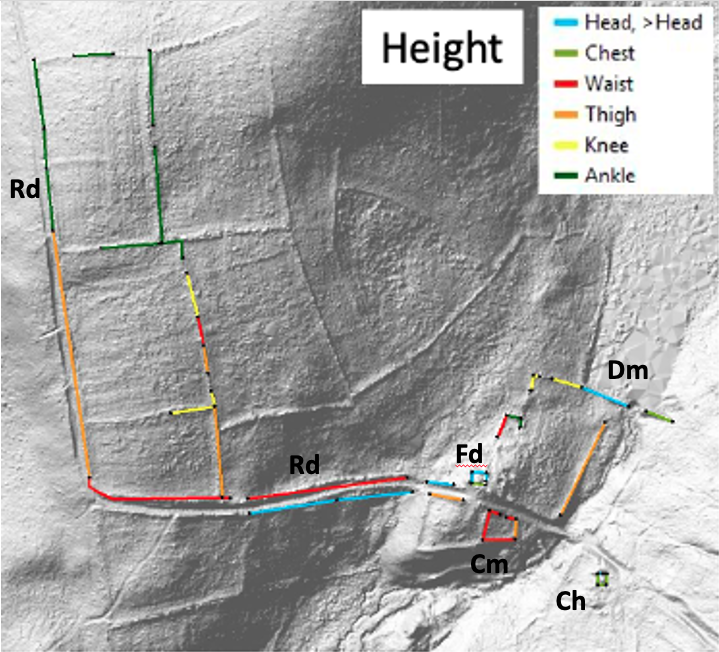 Height
Head, >Head
Chest
Waist
Thigh
Knee
Ankle
Rd
Dm
Rd
Fd
Cm
Ch